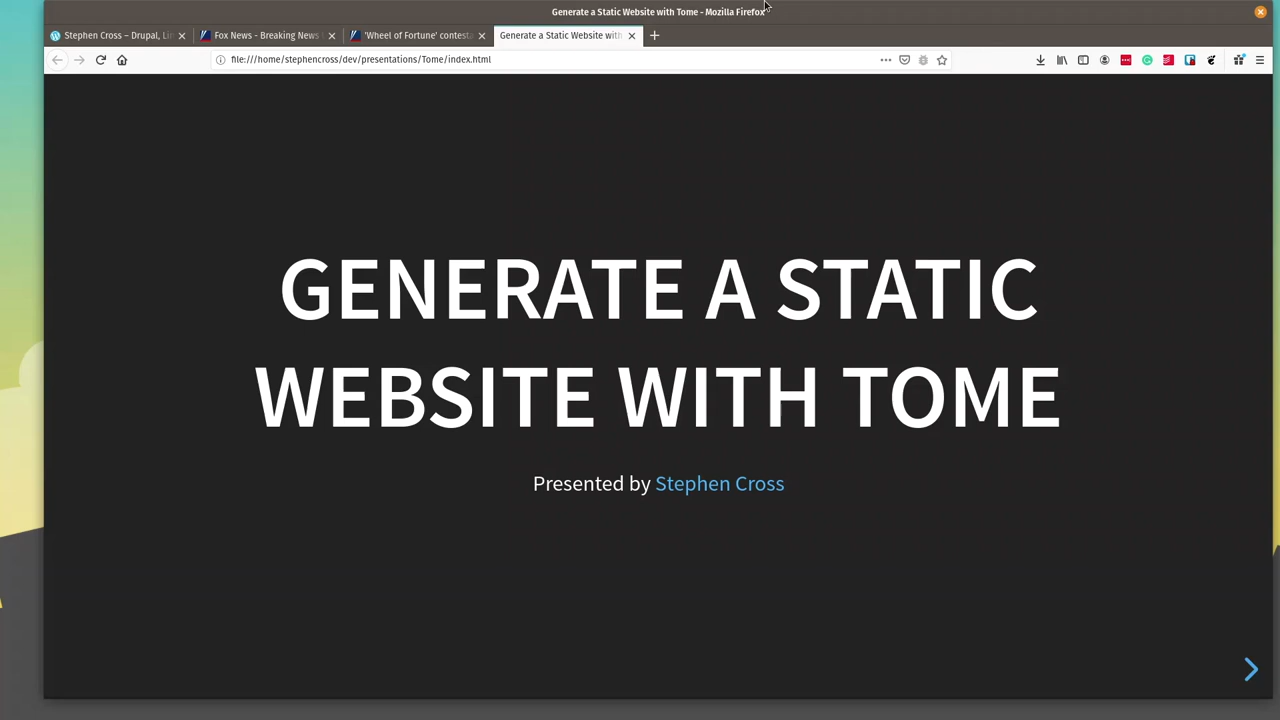 Generate a Static Website with Tome - Mozilla Firefox
Stephen Cross – Drupal, Li
Fox News - Breaking News
'Wheel of Fortune' contesta
Generate a Static Website with
file:///home/stephencross/dev/presentations/Tome/index.html
GENERATE A STATIC
WEBSITE WITH TOME
Presented by Stephen Cross